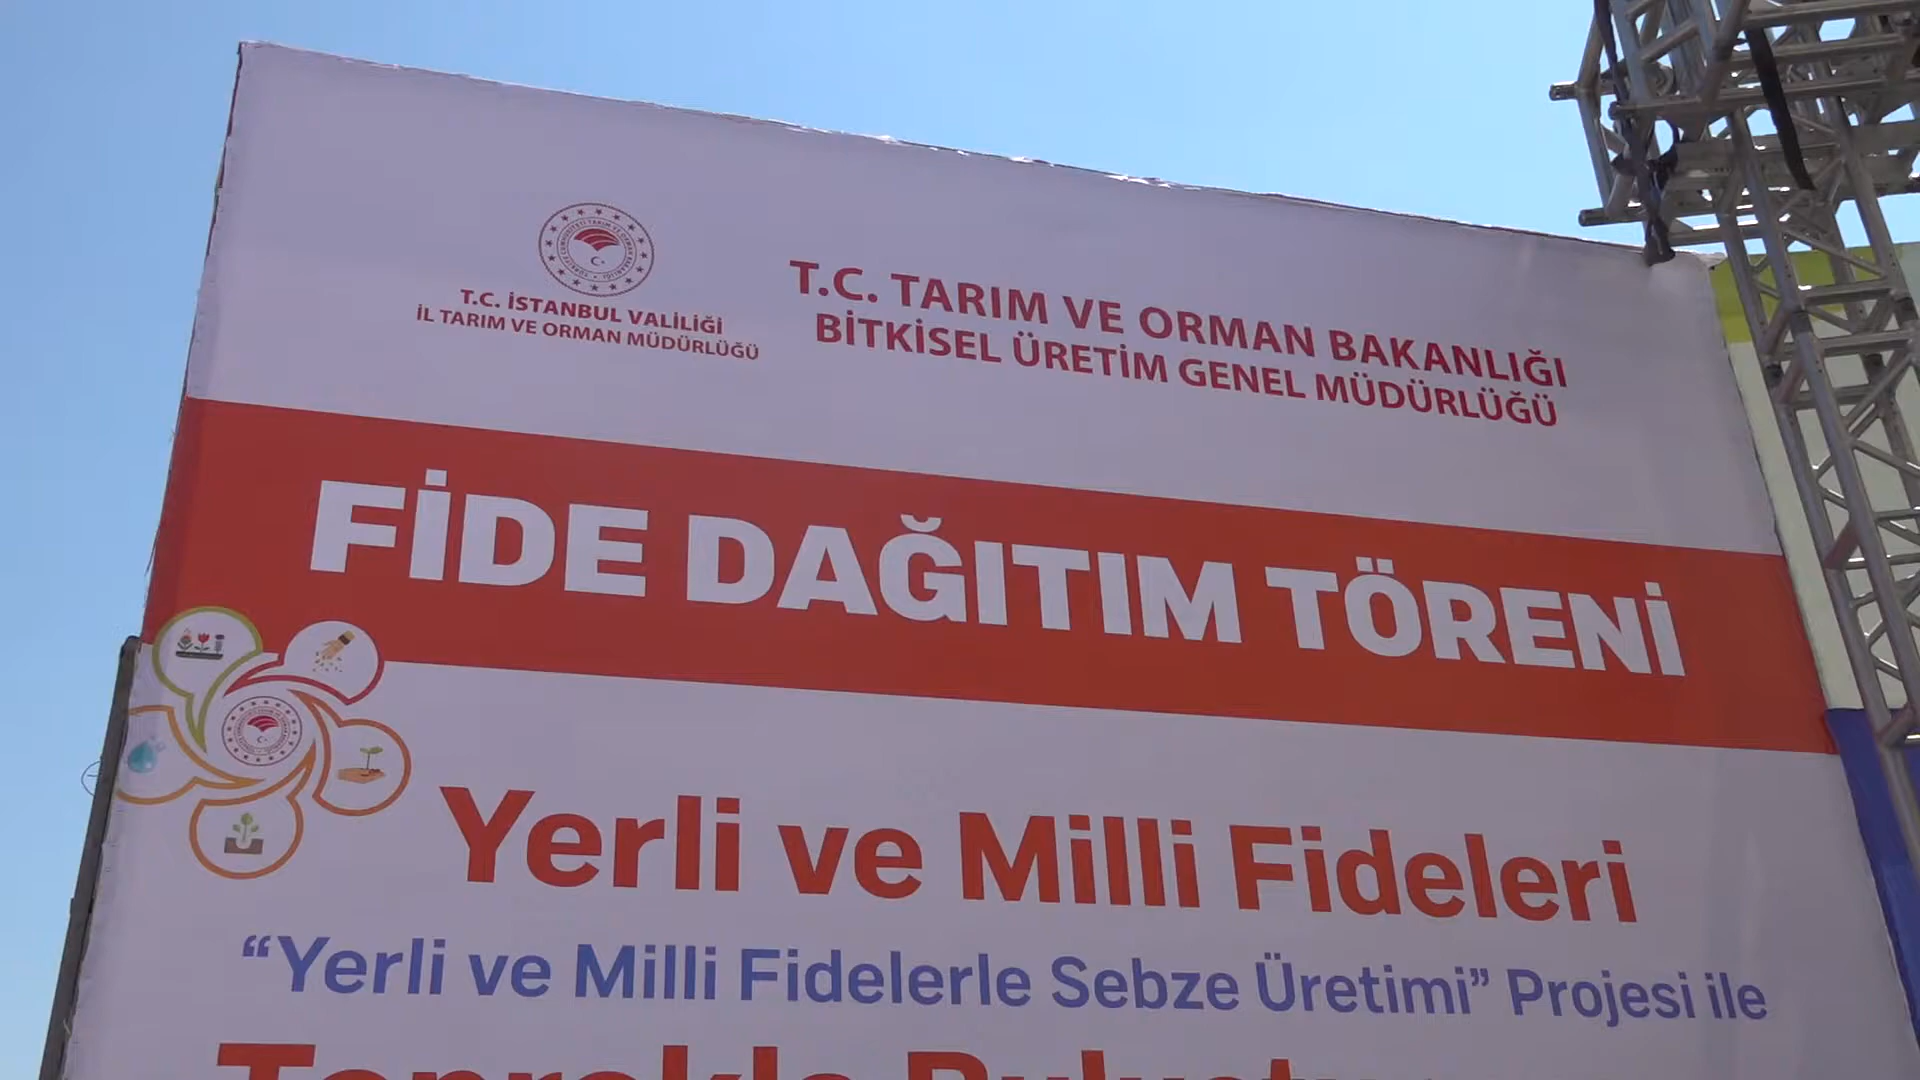 T.C. İSTANBUL VALİLİĞİ
İL TARIM VE ORMAN MÜDÜRLÜĞÜ
T.C. TARIM VE ORMAN BAKANLIĞI
BİTKİSEL ÜRETİM GENEL MÜDÜRLÜĞÜ
FİDE DAĞITIM TÖRENİ
Yerli ve Milli Fideleri
“Yerli ve Milli Fidelerle Sebze Üretimi” Projesi ile